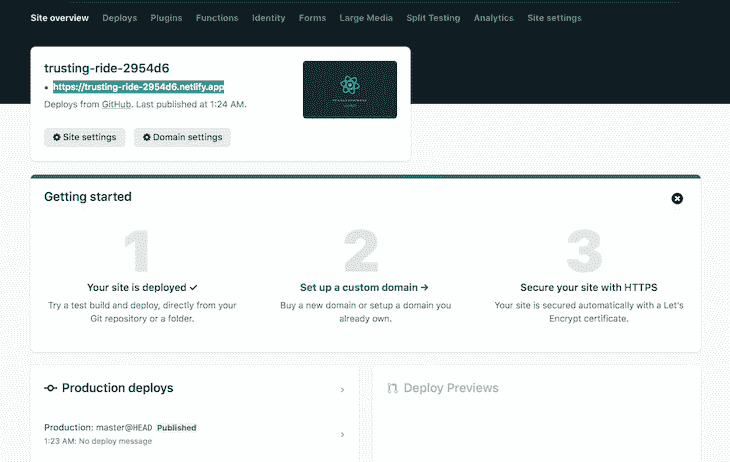 Site overview Deploys Plugins Functions Identity Forms Large Media Split Testing Analytics Site settings
trusting-ride-2954d6
https://trusting-ride-2954d6.netlify.app
Deploys from GitHub. Last published at 1:24 AM.
Site settings Domain settings
Getting started
1 2 3
Your site is deployed ✓ Set up a custom domain → Secure your site with HTTPS
Try a test build and deploy, directly from your Buy a new domain or setup a domain you Your site is secured automatically with a Let's
Git repository or a folder. already own. Encrypt certificate.
Production deploys › Deploy Previews
Production: master@HEAD Published
1:23 AM: No deploy message ›